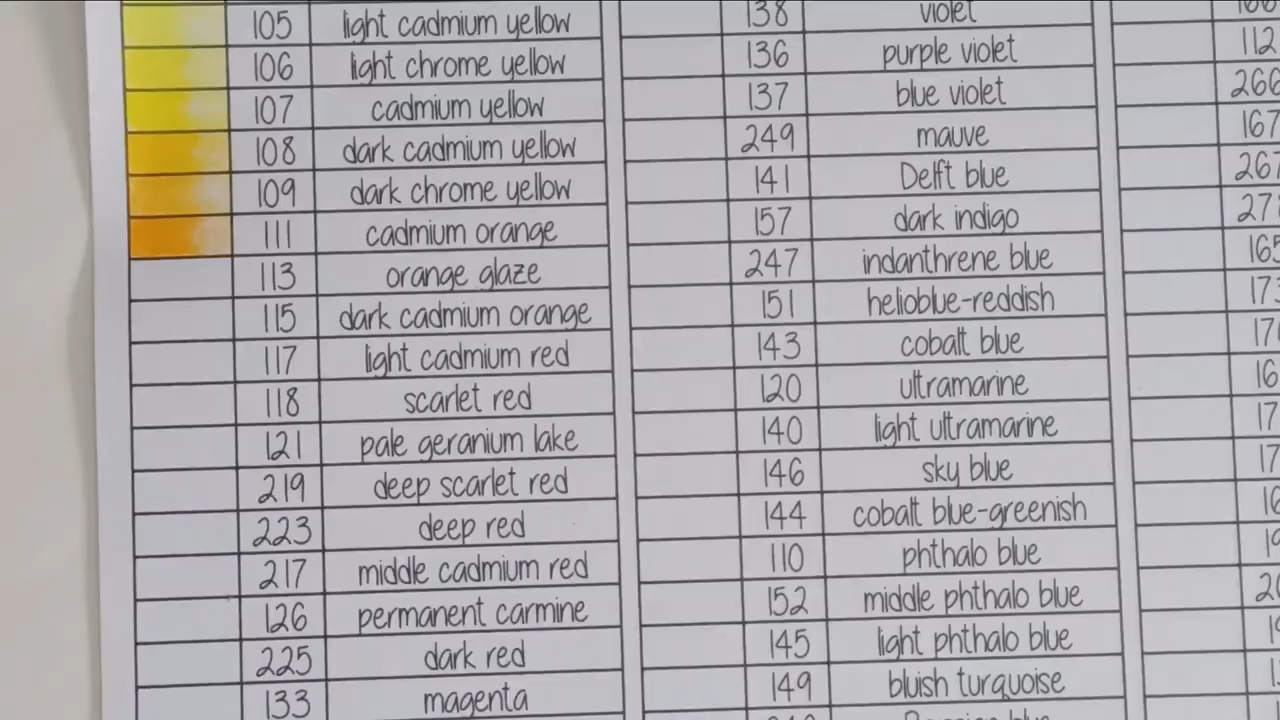 105 light cadmium yellow
106 light chrome yellow
107 cadmium yellow
108 dark cadmium yellow
109 dark chrome yellow
111 cadmium orange
113 orange glaze
115 dark cadmium orange
117 light cadmium red
118 scarlet red
121 pale geranium lake
219 deep scarlet red
223 deep red
217 middle cadmium red
126 permanent carmine
225 dark red
133 magenta
138 violet
136 purple violet
137 blue violet
249 mauve
141 Delft blue
157 dark indigo
247 indanthrene blue
151 helioblue-reddish
143 cobalt blue
120 ultramarine
140 light ultramarine
146 sky blue
144 cobalt blue-greenish
110 phthalo blue
152 middle phthalo blue
145 light phthalo blue
149 bluish turquoise
112
266
167
267
165